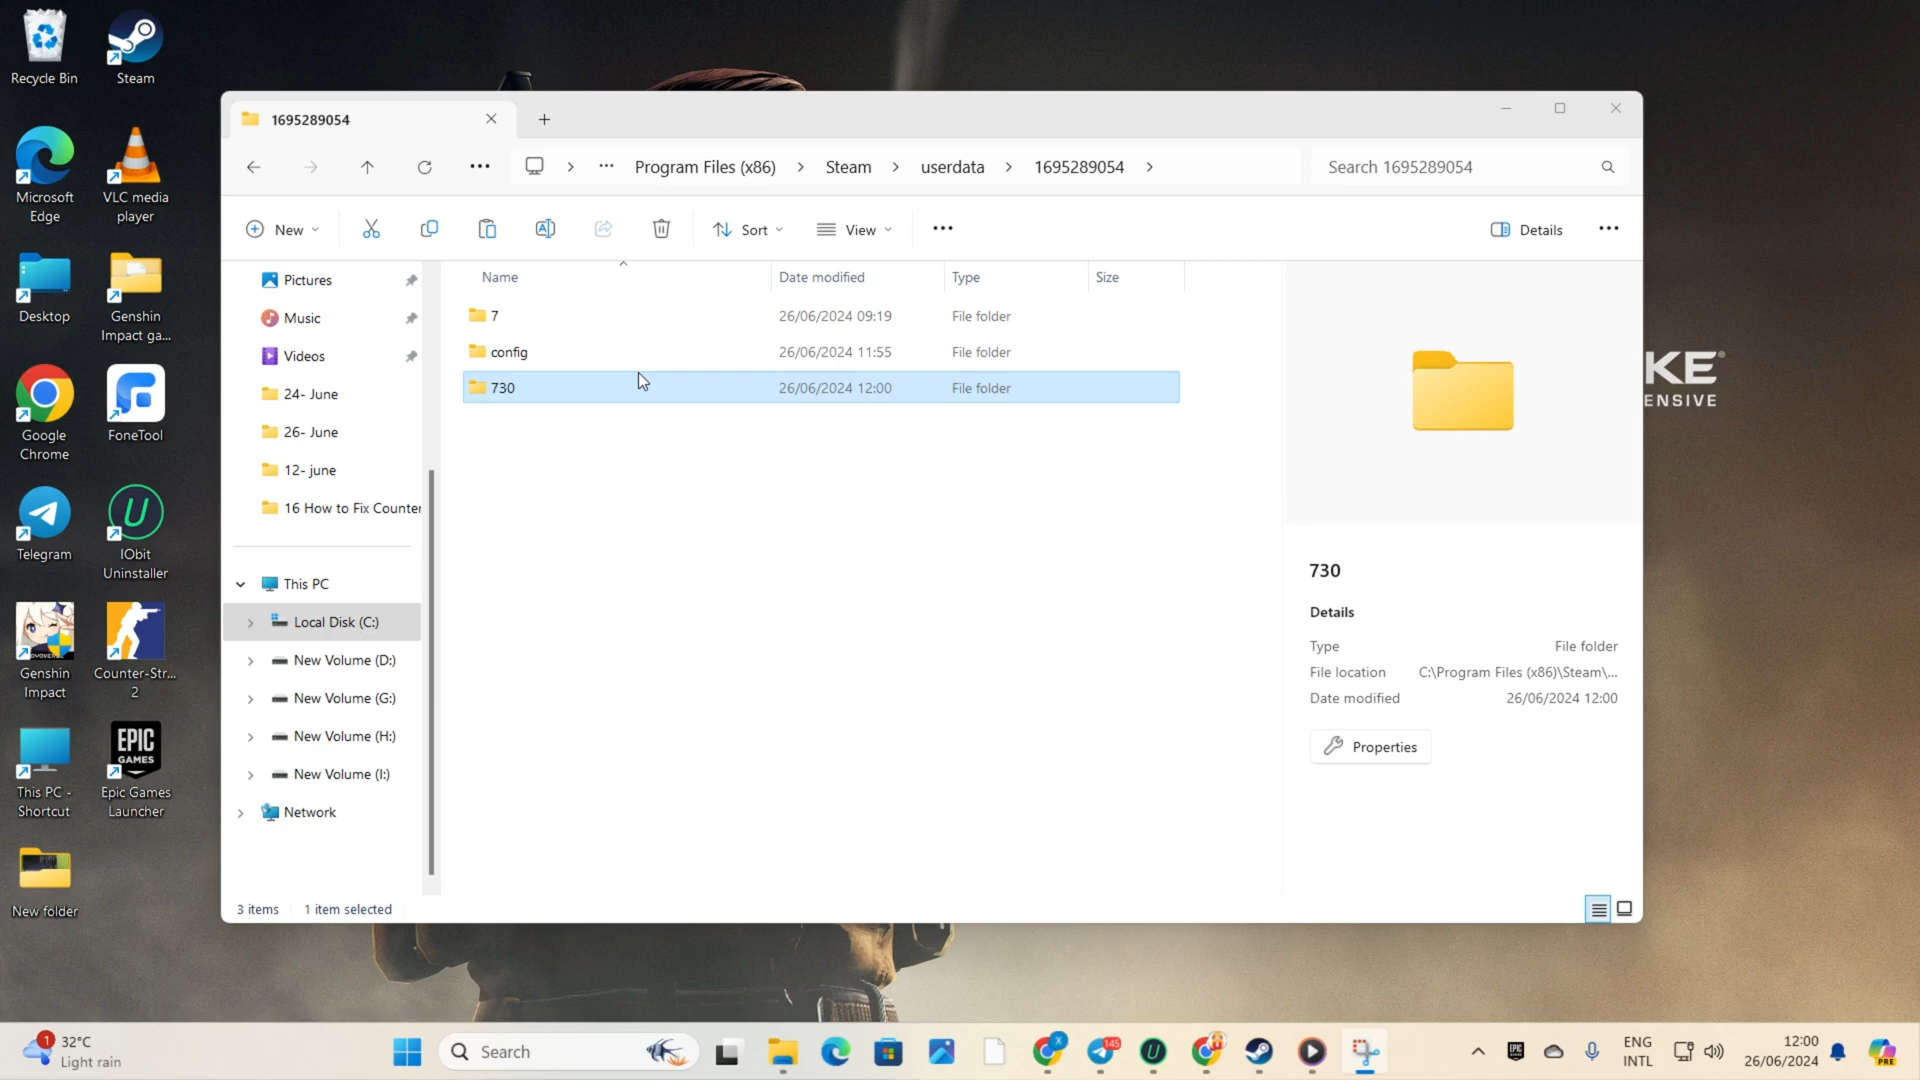 Recycle Bin
Steam
Microsoft
Edge
VLC media
player
Desktop
Genshin
Impact ga...
Google
Chrome
FoneTool
Telegram
IObit
Uninstaller
Genshin
Impact
Counter-Str...
2
This PC -
Shortcut
EPIC
GAMES
Epic Games
Launcher
New folder
1695289054
Program Files (x86) > Steam > userdata > 1695289054 >
Search 1695289054
New
Sort
View
Details
Pictures
Music
Videos
24- June
26- June
12- june
16 How to Fix Counter
This PC
Local Disk (C:)
New Volume (D:)
New Volume (G:)
New Volume (H:)
New Volume (I:)
Network
Name Date modified Type Size
7 26/06/2024 09:19 File folder
config 26/06/2024 11:55 File folder
730 26/06/2024 12:00 File folder
730
Details
Type File folder
File location C:\Program Files (x86)\Steam\...
Date modified 26/06/2024 12:00
Properties
3 items 1 item selected
KE®
ENSIVE
1
32°C
Light rain
Search
145
ENG
INTL
12:00
26/06/2024
PRE